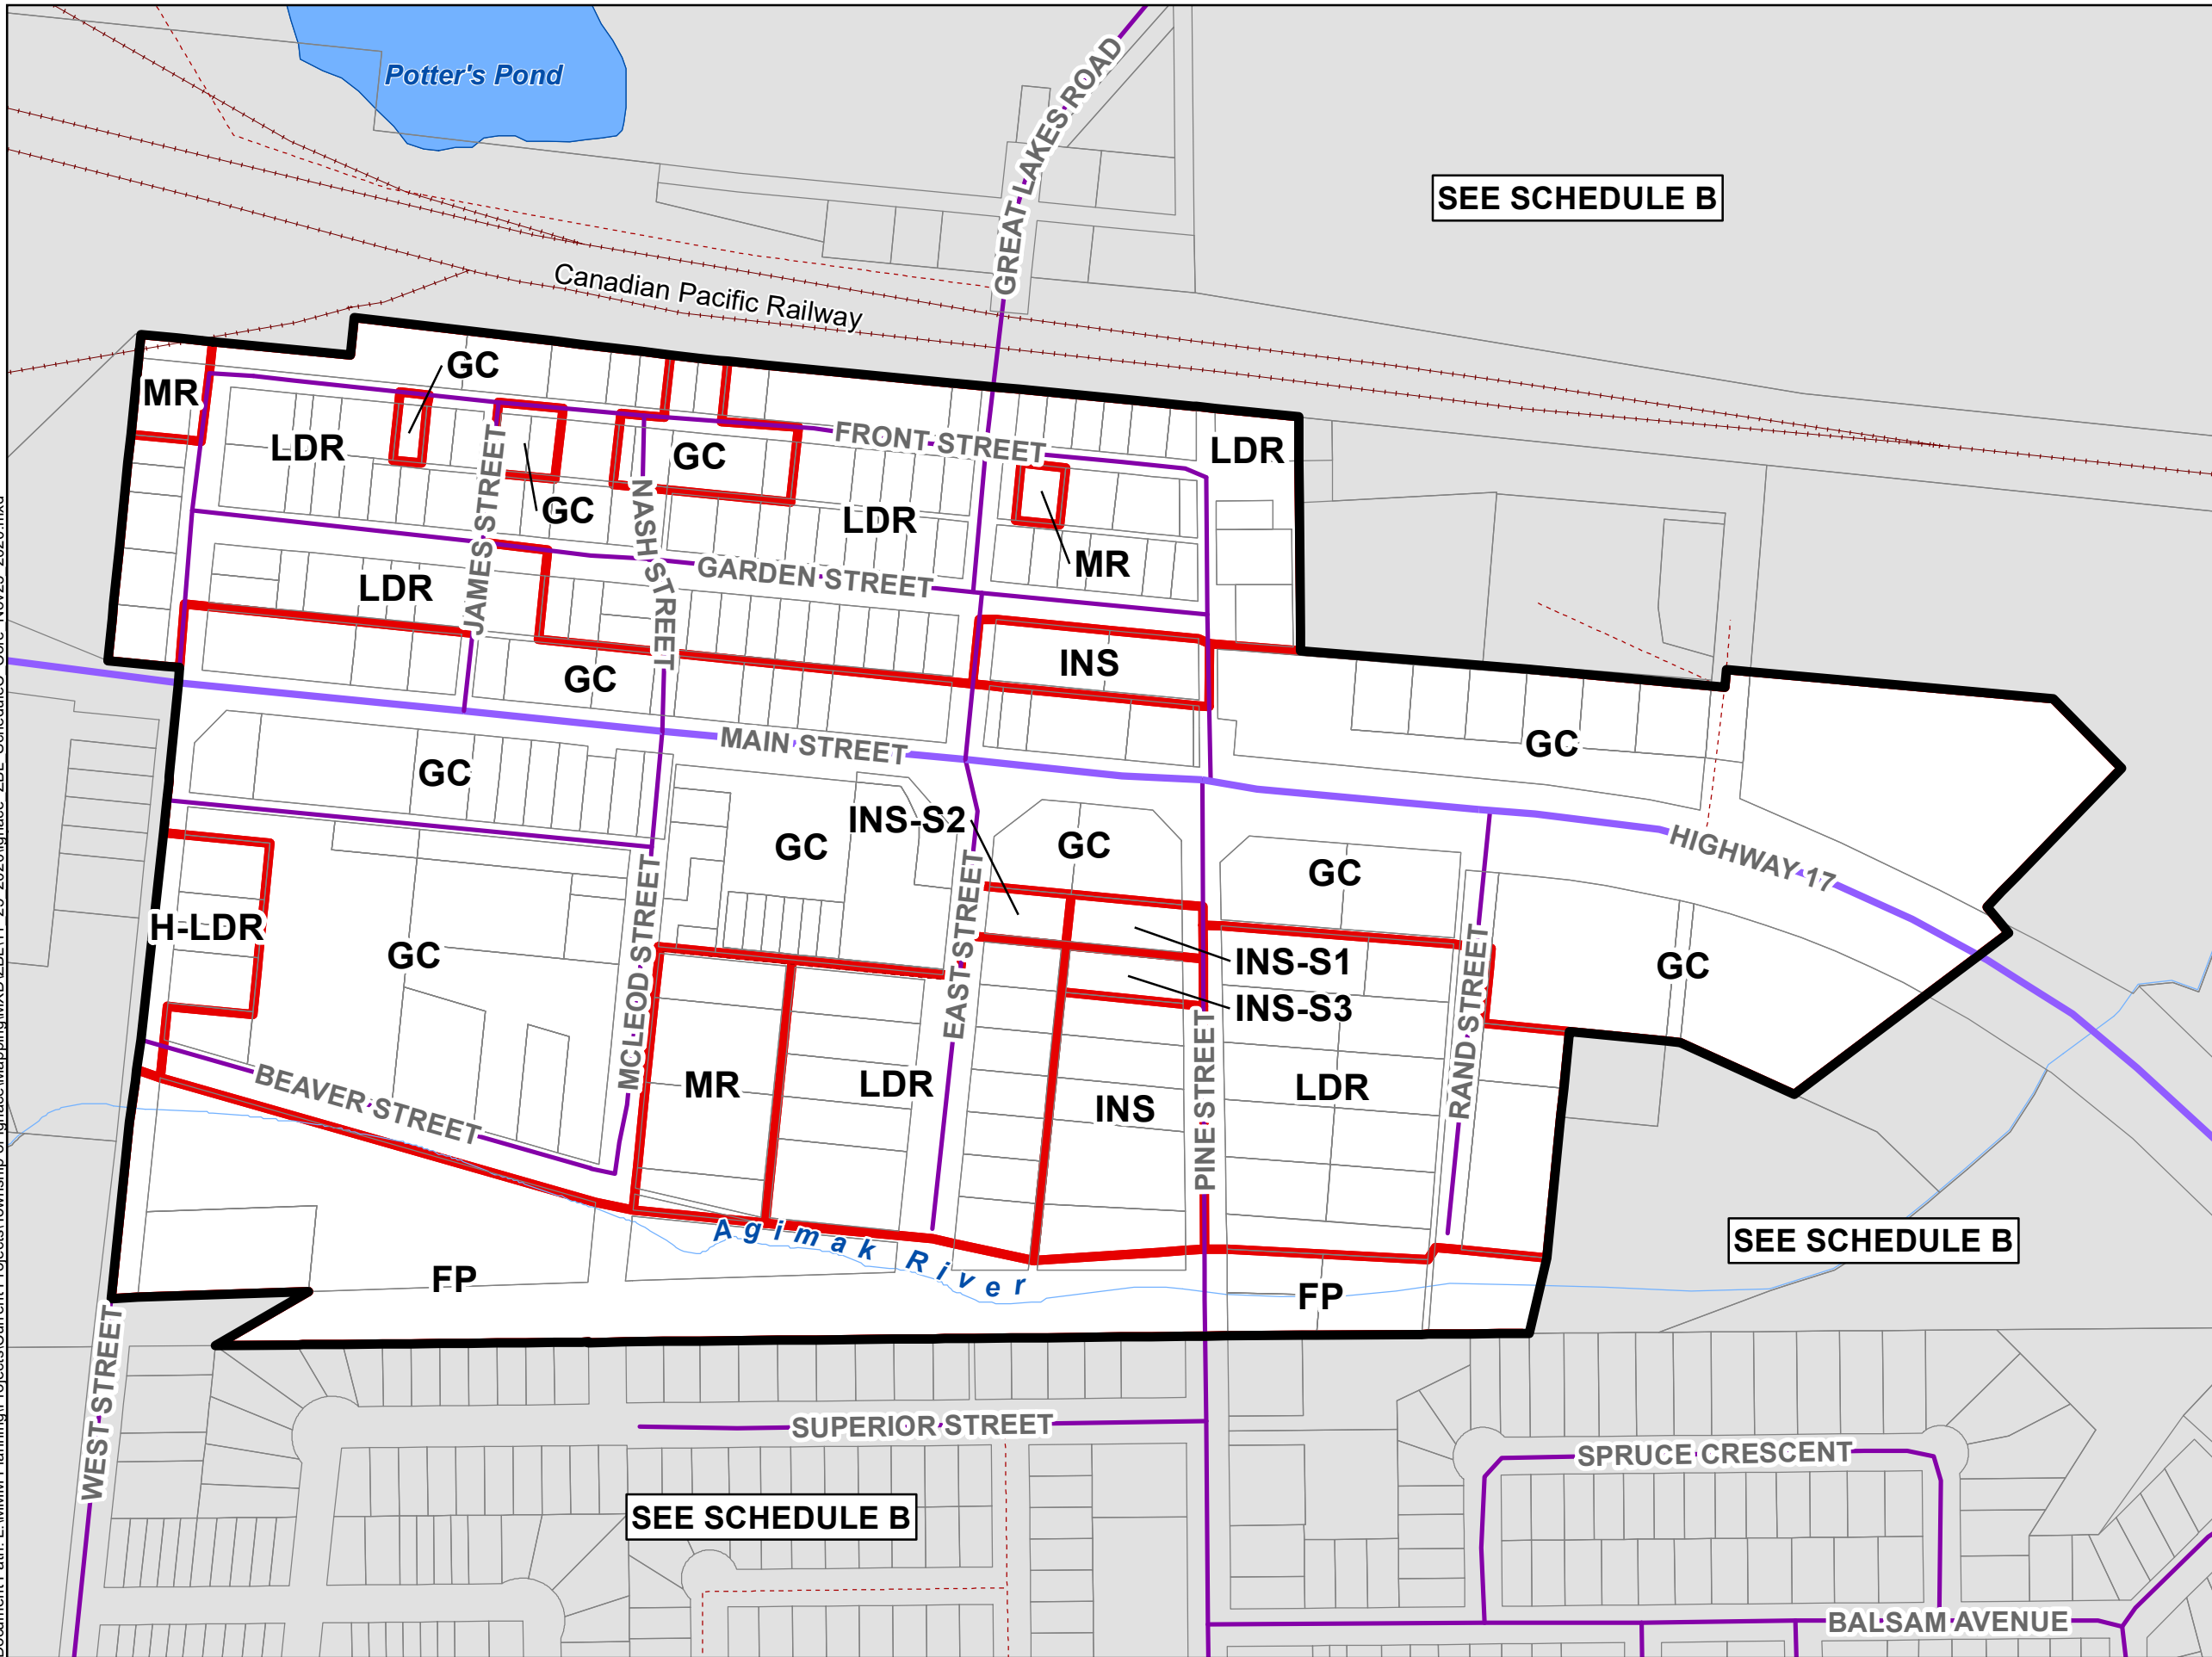 Potter's Pond
GREAT LAKES ROAD
SEE SCHEDULE B
Canadian Pacific Railway
GC
MR
LDR
FRONT STREET
LDR
GC
GC
LDR
JAMES STREET
NASH STREET
MR
GARDEN STREET
LDR
INS
GC
MAIN STREET
GC
GC
INS-S2
GC
GC
GC
HIGHWAY 17
H-LDR
GC
MCLEOD STREET
EAST STREET
INS-S1
INS-S3
RAND STREET
GC
BEAVER STREET
MR
LDR
INS
PINE STREET
LDR
Agimak River
SEE SCHEDULE B
FP
FP
WEST STREET
SUPERIOR STREET
SPRUCE CRESCENT
SEE SCHEDULE B
BALSAM AVENUE